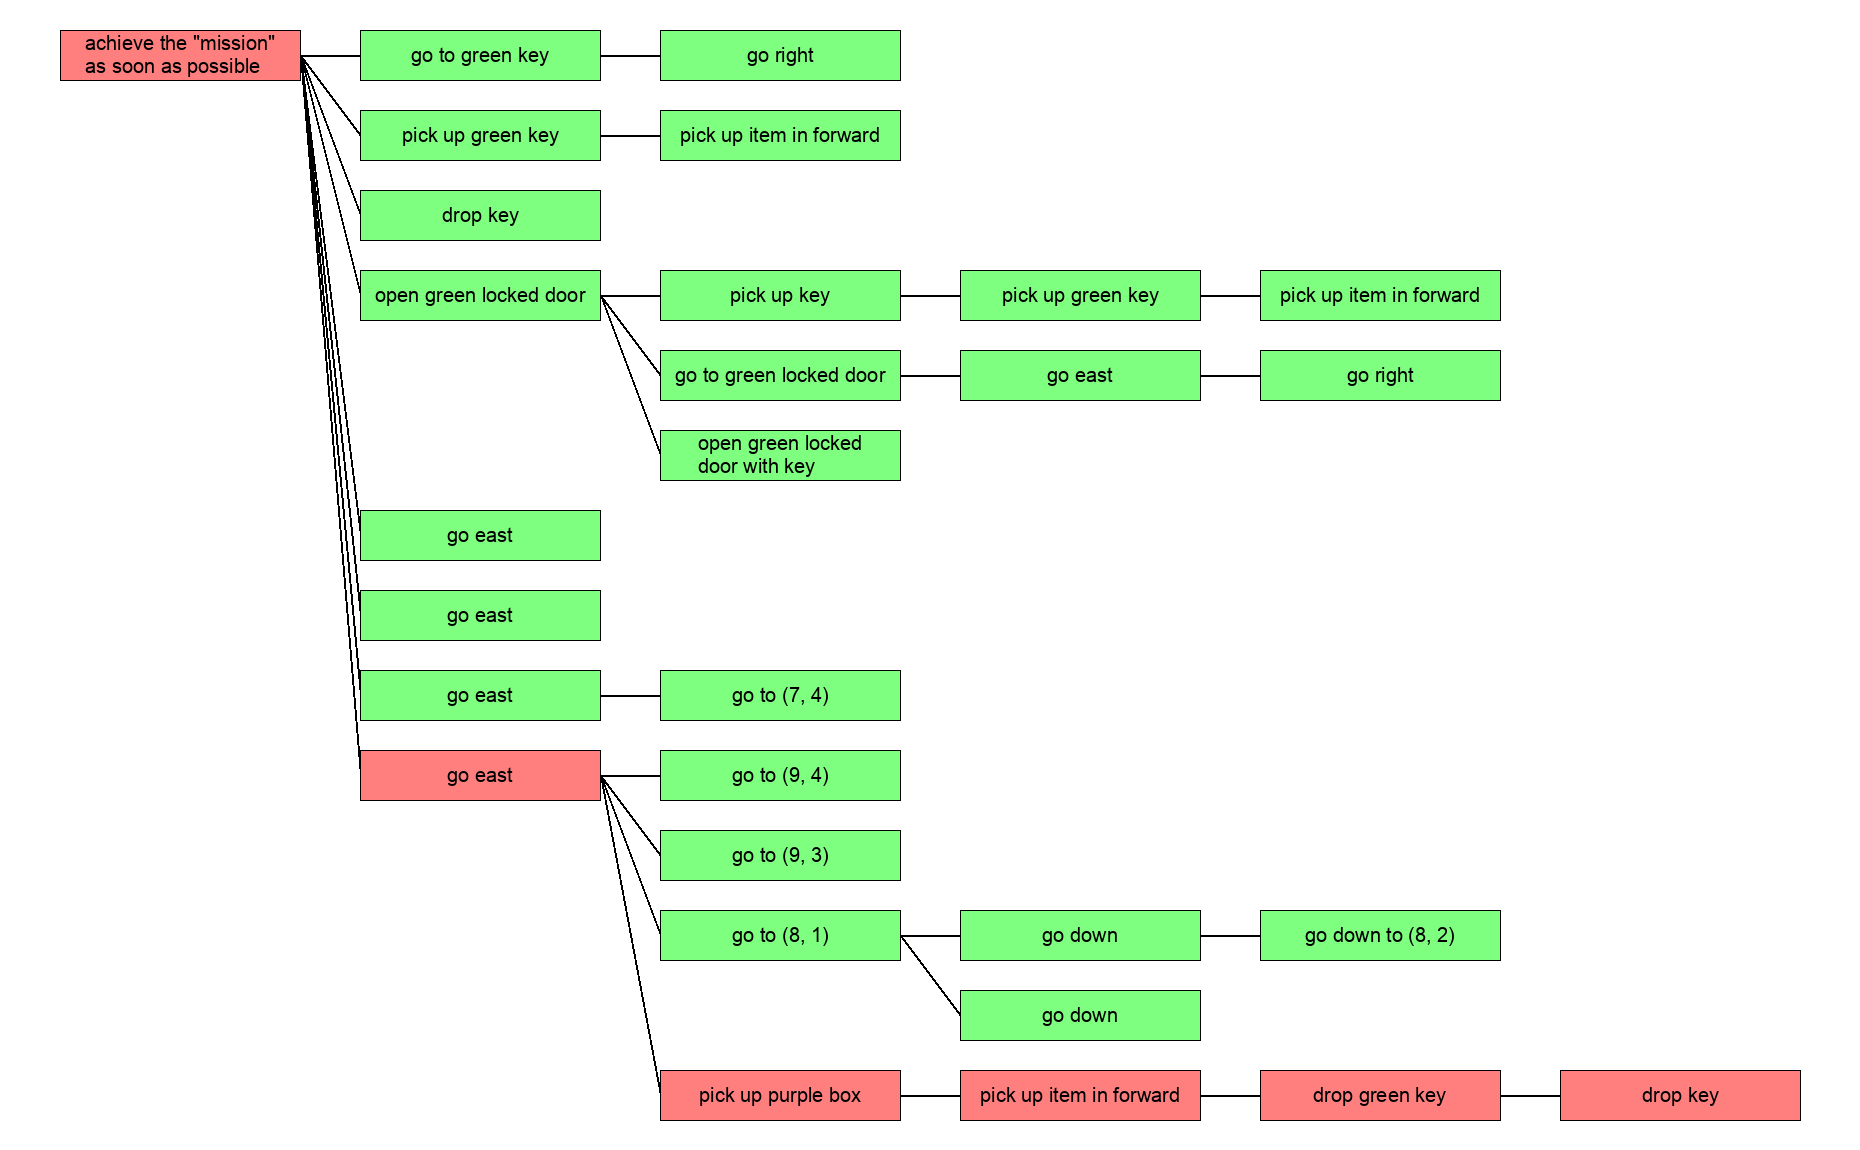 achieve the "mission"
as soon as possible
go to green key
go right
pick up green key
pick up item in forward
drop key
open green locked door
pick up key
pick up green key
pick up item in forward
go to green locked door
go east
go right
open green locked
door with key
go east
go east
go east
go to (7, 4)
go east
go to (9, 4)
go to (9, 3)
go to (8, 1)
go down
go down to (8, 2)
go down
pick up purple box
pick up item in forward
drop green key
drop key